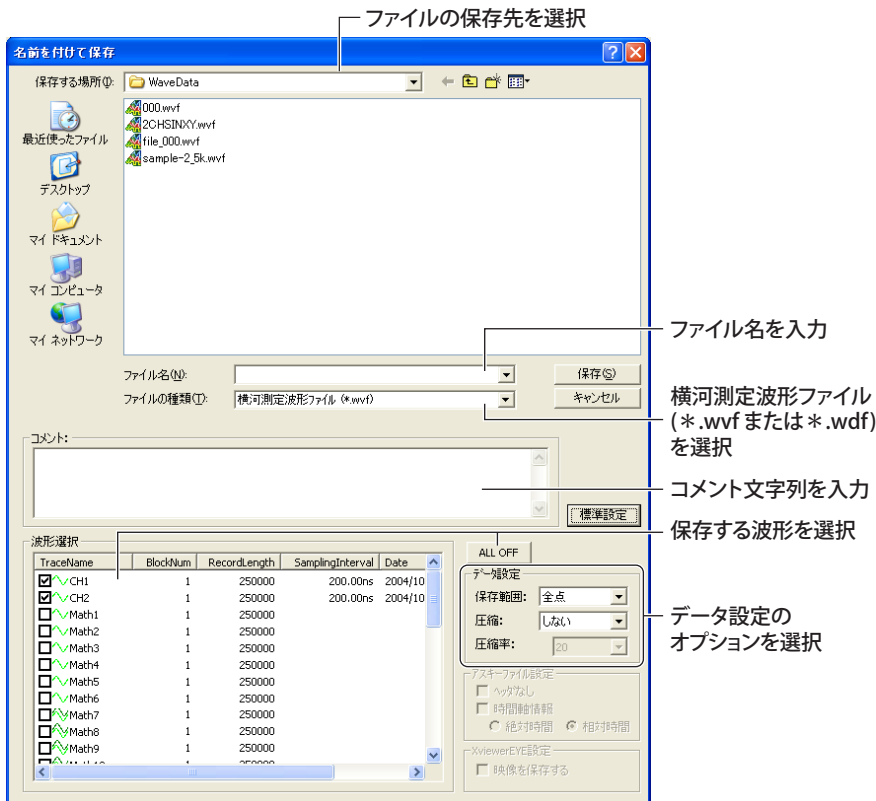 ファイルの保存先を選択
名前を付けて保存
保存する場所(I):
WaveData
000.wvf
2CHSINXY.wvf
file_000.wvf
sample-2_5k.wvf
最近使ったファイル
デスクトップ
マイ ドキュメント
マイ コンピュータ
マイ ネットワーク
ファイル名を入力
ファイル名(N):
保存(S)
ファイルの種類(T):
横河測定波形ファイル (*.wvf)
キャンセル
横河測定波形ファイル
(＊.wvf または＊.wdf)
を選択
コメント:
コメント文字列を入力
標準設定
保存する波形を選択
波形選択
ALL OFF
TraceName BlockNum RecordLength SamplingInterval Date
CH1 1 250000 200.00ns 2004/10
CH2 1 250000 200.00ns 2004/10
Math1 1 250000
Math2 1 250000
Math3 1 250000
Math4 1 250000
Math5 1 250000
Math6 1 250000
Math7 1 250000
Math8 1 250000
Math9 1 250000
データ設定
保存範囲: 全点
圧縮: しない
圧縮率: 20
データ設定の
オプションを選択
アスキーファイル設定
ヘッダなし
時間軸情報
絶対時間 相対時間
XviewerEYE設定
映像を保存する